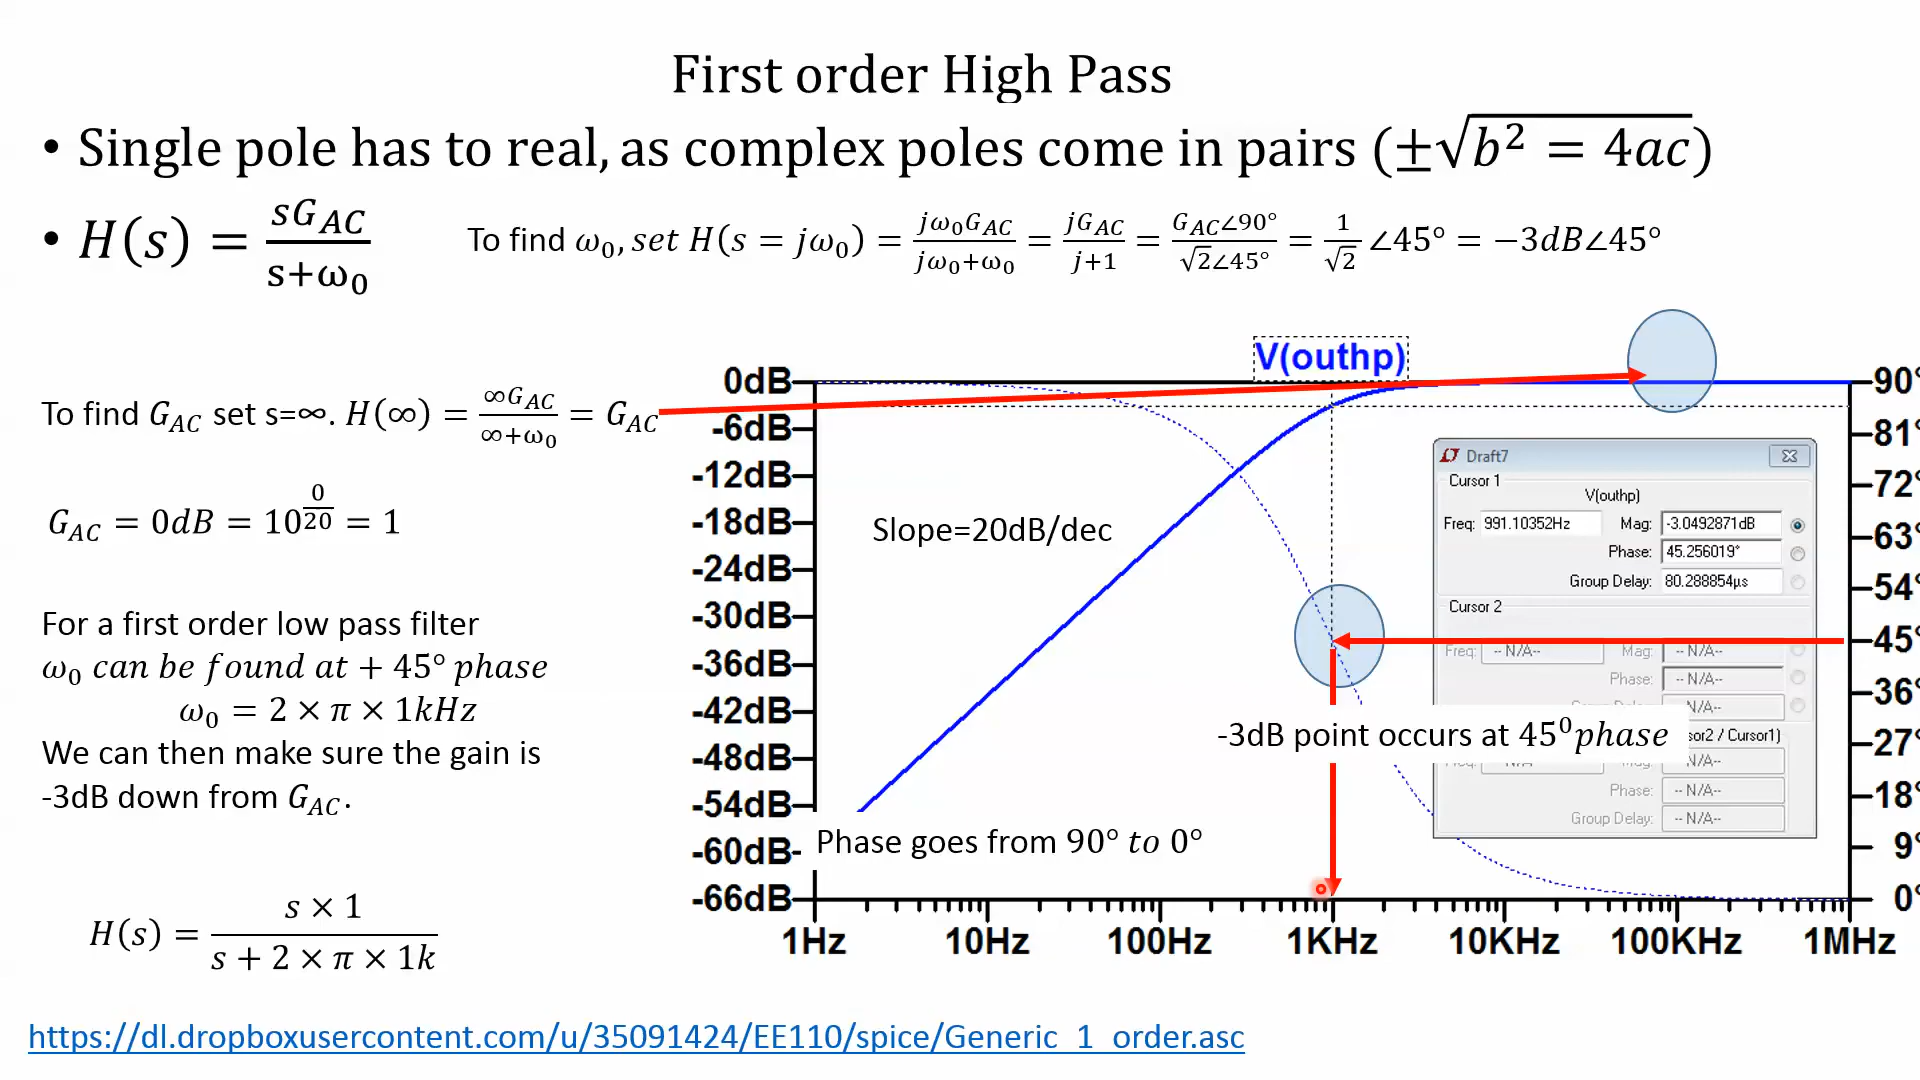 First order High Pass
• Single pole has to real, as complex poles come in pairs (±√b² = 4ac)
• H(s) = sG_AC / s+ω₀
To find ω₀, set H(s = jω₀) = jω₀G_AC / jω₀+ω₀ = jG_AC / j+1 = G_AC∠90° / √2∠45° = 1/√2 ∠45° = −3dB∠45°
To find G_AC set s=∞. H(∞) = ∞G_AC / ∞+ω₀ = G_AC
G_AC = 0dB = 10^(0/20) = 1
For a first order low pass filter
ω₀ can be found at + 45° phase
ω₀ = 2 × π × 1kHz
We can then make sure the gain is
-3dB down from G_AC.
H(s) = s × 1 / s + 2 × π × 1k
V(outhp)
0dB
-6dB
-12dB
-18dB
-24dB
-30dB
-36dB
-42dB
-48dB
-54dB
-60dB
-66dB
Slope=20dB/dec
Phase goes from 90° to 0°
-3dB point occurs at 45⁰phase
1Hz 10Hz 100Hz 1KHz 10KHz 100KHz 1MHz
90°
81°
72°
63°
54°
45°
36°
27°
18°
9°
0°
Draft7
Cursor 1
V(outhp)
Freq: 991.10352Hz Mag: -3.0492871dB
Phase: 45.256019°
Group Delay: 80.288854µs
Cursor 2
Freq: -- N/A-- Mag: -- N/A--
Phase: -- N/A--
N/A--
sor2 / Cursor1)
N/A--
Phase: -- N/A--
Group Delay: -- N/A--
https://dl.dropboxusercontent.com/u/35091424/EE110/spice/Generic_1_order.asc